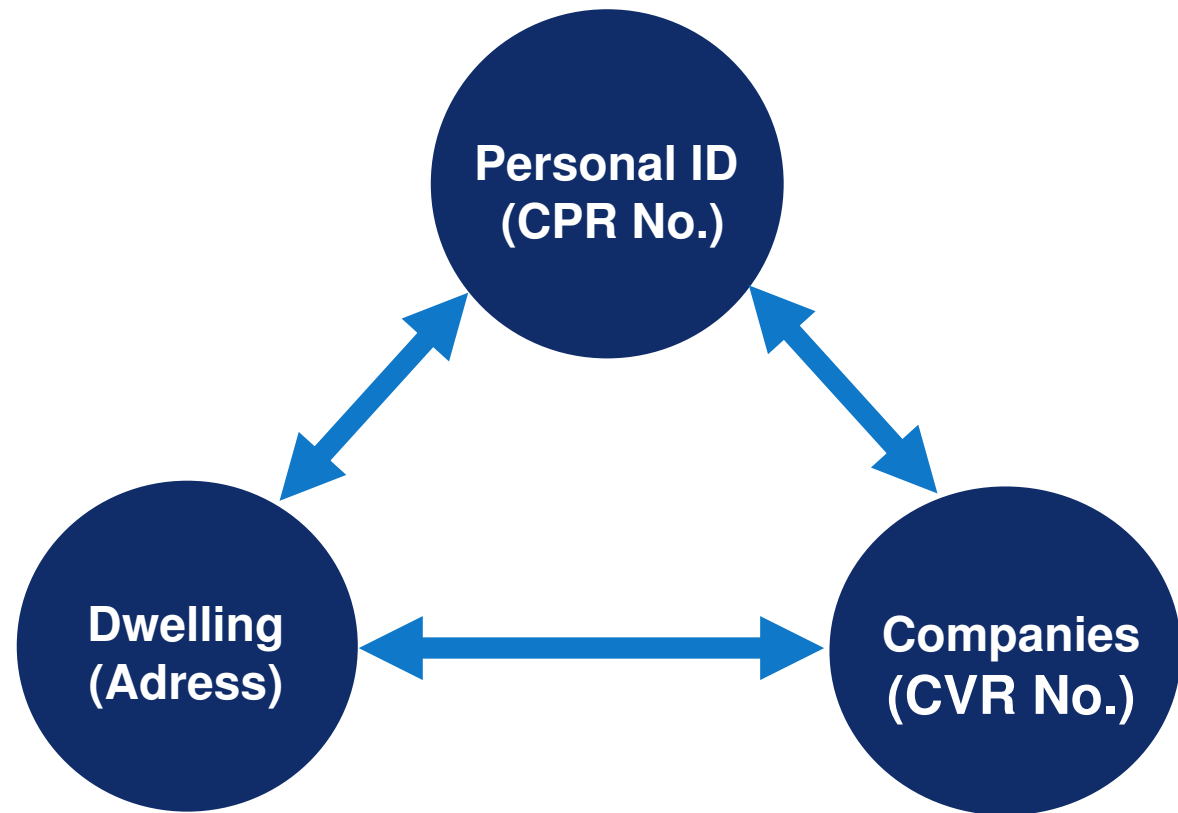 Personal ID
(CPR No.)
Dwelling
(Adress)
Companies
(CVR No.)